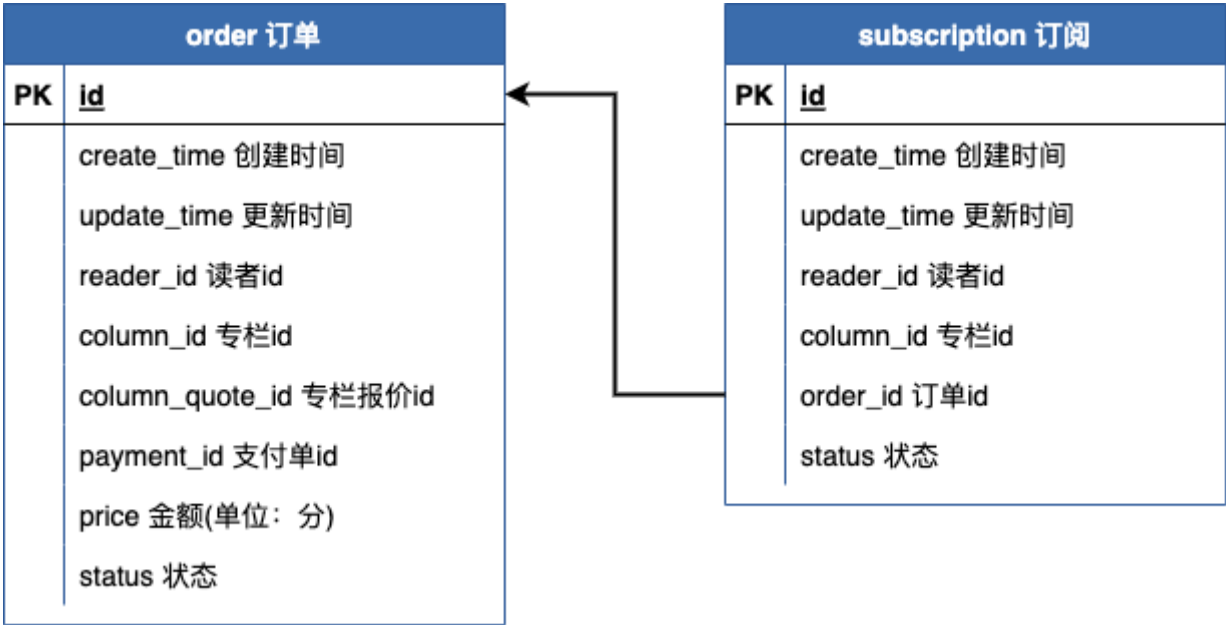 order 订单
PK id
create_time 创建时间
update_time 更新时间
reader_id 读者id
column_id 专栏id
column_quote_id 专栏报价id
payment_id 支付单id
price 金额(单位：分)
status 状态
subscription 订阅
PK id
create_time 创建时间
update_time 更新时间
reader_id 读者id
column_id 专栏id
order_id 订单id
status 状态